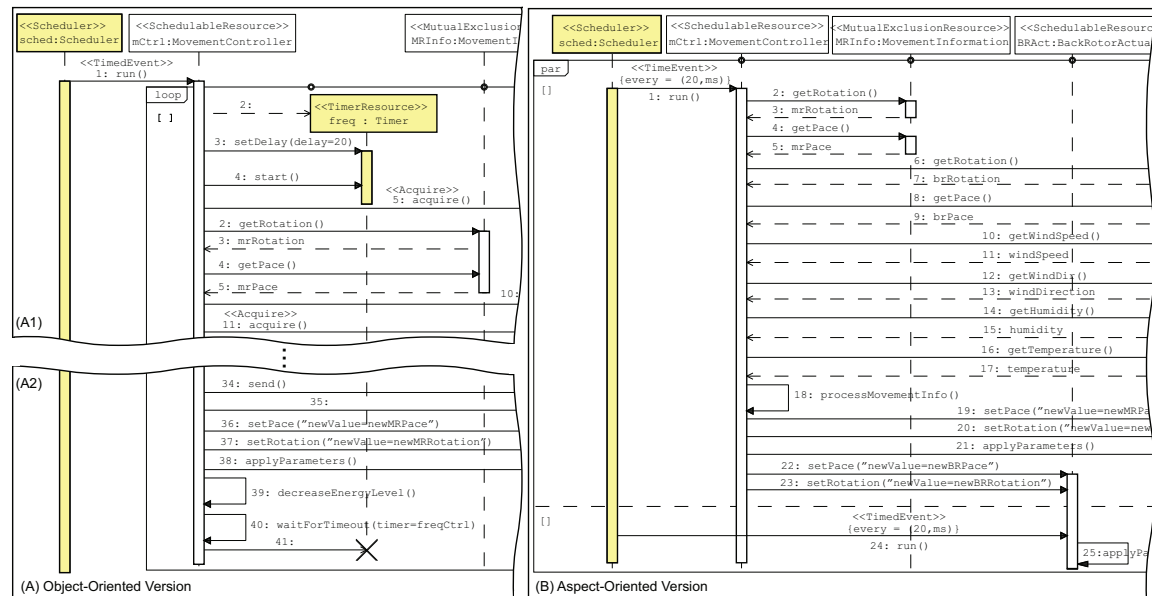 <<Scheduler>>
sched:Scheduler
<<SchedulableResource>>
mCtrl:MovementController
<<MutualExclusion
MRInfo:MovementI
<<TimedEvent>>
1: run()
loop
[ ]
2:
<<TimerResource>>
freq : Timer
3: setDelay(delay=20)
4: start()
<<Acquire>>
5: acquire()
2: getRotation()
3: mrRotation
4: getPace()
5: mrPace
10:
(A1)
<<Acquire>>
11: acquire()
(A2)
34: send()
35:
36: setPace(”newValue=newMRPace)
37: setRotation(”newValue=newMRRotation”)
38: applyParameters()
39: decreaseEnergyLevel()
40: waitForTimeout(timer=freqCtrl)
41:
(A) Object-Oriented Version
<<Scheduler>>
sched:Scheduler
<<SchedulableResource>>
mCtrl:MovementController
<<MutualExclusionResource>>
MRInfo:MovementInformation
<<SchedulableReso
BRAct:BackRotorActua
par
[]
<<TimeEvent>>
{every = (20,ms)}
1: run()
2: getRotation()
3: mrRotation
4: getPace()
5: mrPace
6: getRotation()
7: brRotation
8: getPace()
9: brPace
10: getWindSpeed()
11: windSpeed
12: getWindDir()
13: windDirection
14: getHumidity()
15: humidity
16: getTemperature()
17: temperature
18: processMovementInfo()
19: setPace(”newValue=newMRPa
20: setRotation(”newValue=new
21: applyParameters()
22: setPace(”newValue=newBRPace”)
23: setRotation(”newValue=newBRRotation”)
[]
<<TimedEvent>>
{every = (20,ms)}
24: run()
25:applyPa
(B) Aspect-Oriented Version